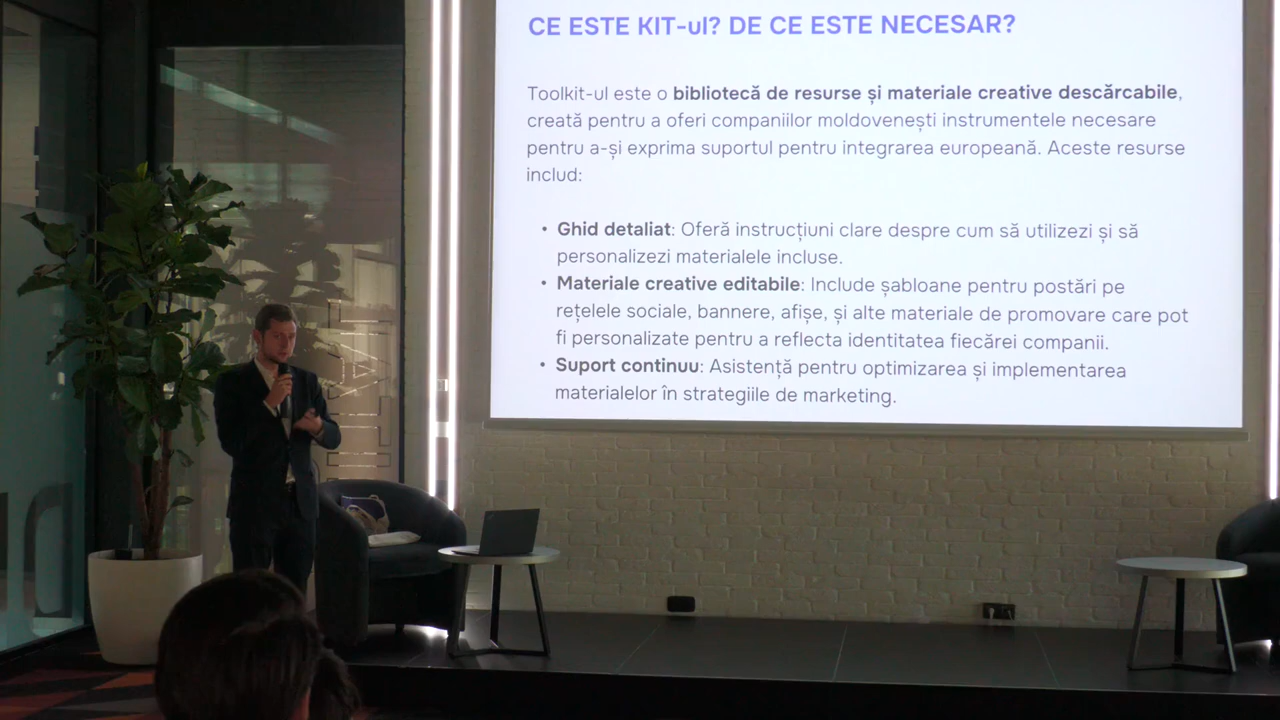 CE ESTE KIT-ul? DE CE ESTE NECESAR?
Toolkit-ul este o bibliotecă de resurse și materiale creative descărcabile,
creată pentru a oferi companiilor moldovenești instrumentele necesare
pentru a-și exprima suportul pentru integrarea europeană. Aceste resurse
includ:
• Ghid detaliat: Oferă instrucțiuni clare despre cum să utilizezi și să
personalizezi materialele incluse.
• Materiale creative editabile: Include șabloane pentru postări pe
rețelele sociale, bannere, afișe, și alte materiale de promovare care pot
fi personalizate pentru a reflecta identitatea fiecărei companii.
• Suport continuu: Asistență pentru optimizarea și implementarea
materialelor în strategiile de marketing.